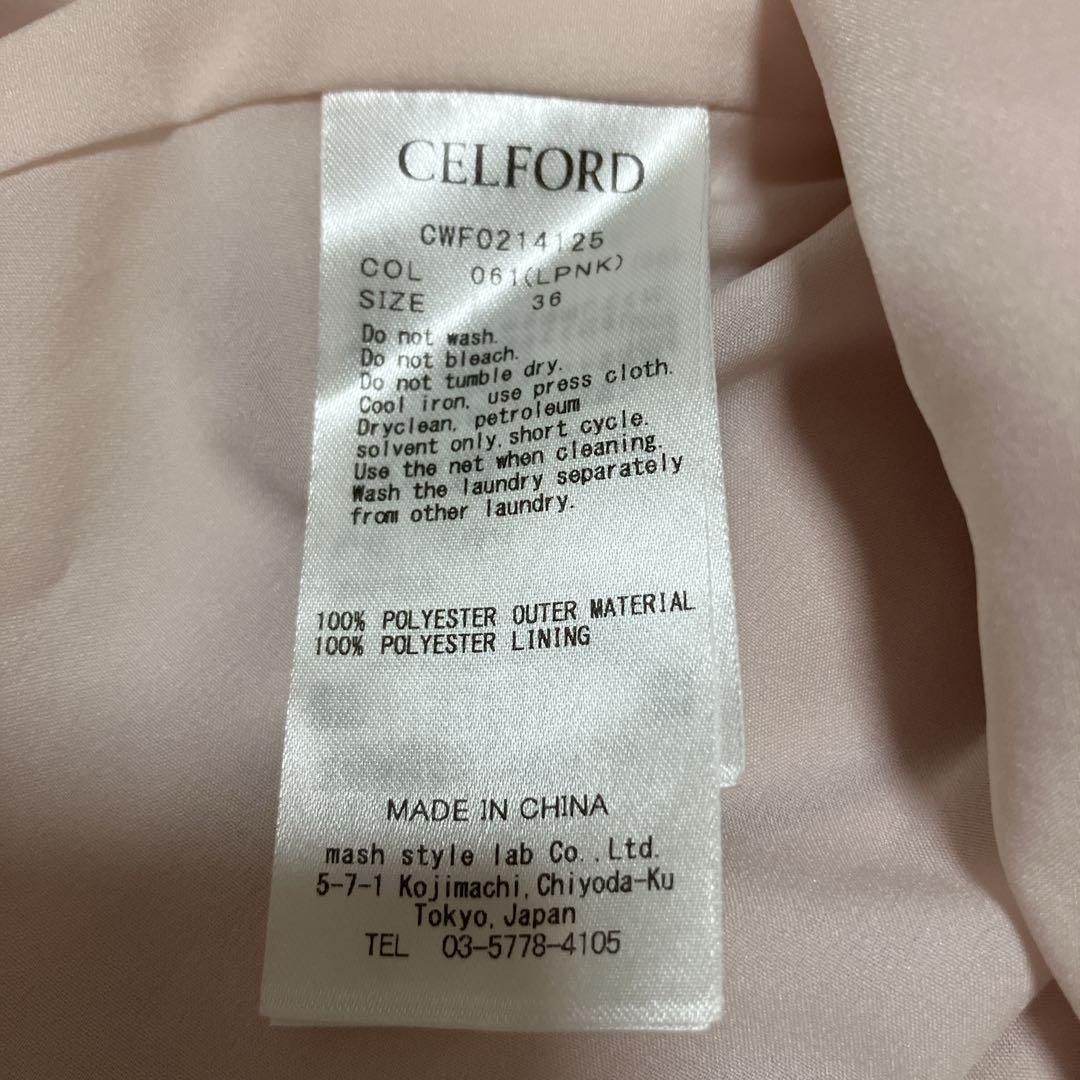 CELFORD
CWFO214125
COL 061(LPNK)
SIZE 36
Do not wash.
Do not bleach.
Do not tumble dry.
Cool iron, use press cloth.
Dryclean, petroleum
solvent only, short cycle.
Use the net when cleaning.
Wash the laundry separately
from other laundry.
100% POLYESTER OUTER MATERIAL
100% POLYESTER LINING
MADE IN CHINA
mash style lab Co.,Ltd.
5-7-1 Kojimachi, Chiyoda-Ku
Tokyo, Japan
TEL 03-5778-4105